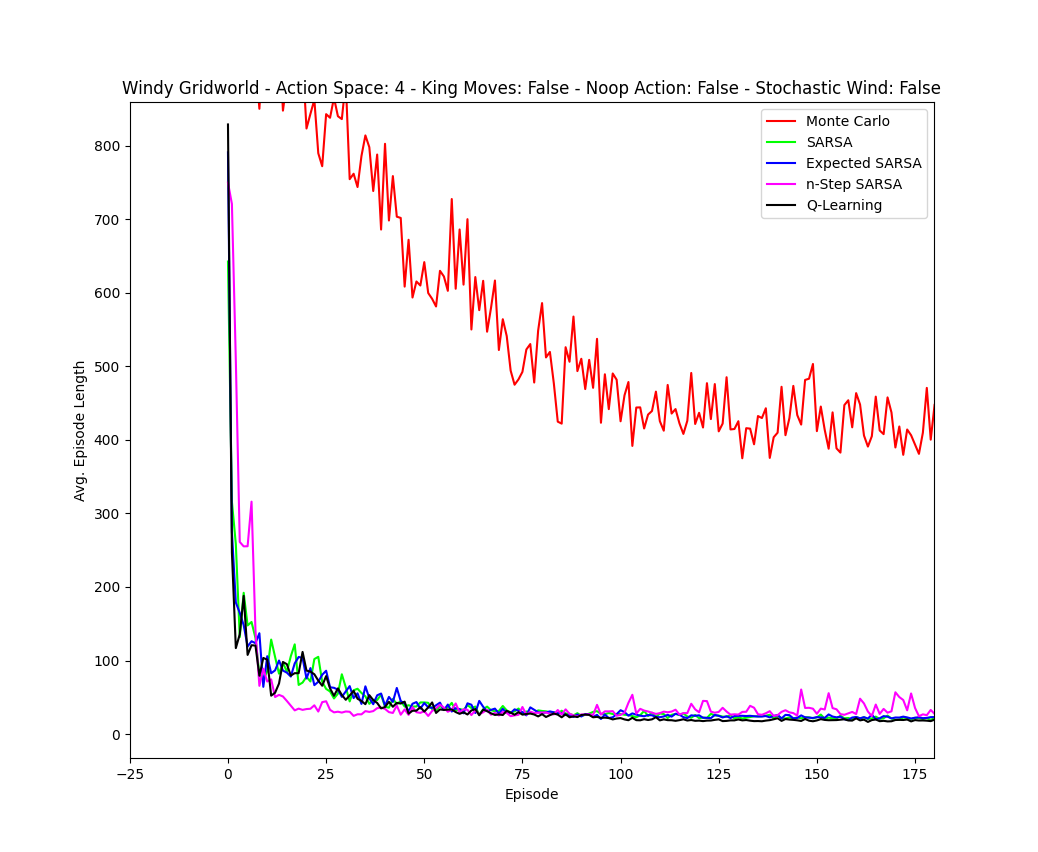 Windy Gridworld - Action Space: 4 - King Moves: False - Noop Action: False - Stochastic Wind: False
Monte Carlo
SARSA
Expected SARSA
n-Step SARSA
Q-Learning
Avg. Episode Length
800
700
600
500
400
300
200
100
0
−25 0 25 50 75 100 125 150 175
Episode